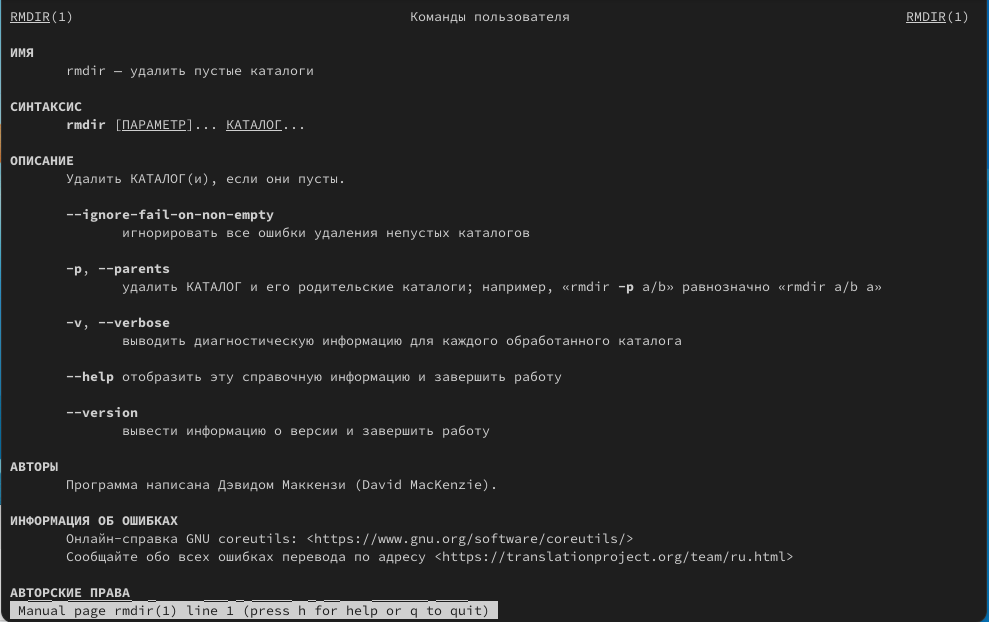 RMDIR(1) Команды пользователя RMDIR(1)
ИМЯ
rmdir — удалить пустые каталоги
СИНТАКСИС
rmdir [ПАРАМЕТР]... КАТАЛОГ...
ОПИСАНИЕ
Удалить КАТАЛОГ(и), если они пусты.
--ignore-fail-on-non-empty
игнорировать все ошибки удаления непустых каталогов
-p, --parents
удалить КАТАЛОГ и его родительские каталоги; например, «rmdir -p a/b» равнозначно «rmdir a/b a»
-v, --verbose
выводить диагностическую информацию для каждого обработанного каталога
--help отобразить эту справочную информацию и завершить работу
--version
вывести информацию о версии и завершить работу
АВТОРЫ
Программа написана Дэвидом Маккензи (David MacKenzie).
ИНФОРМАЦИЯ ОБ ОШИБКАХ
Онлайн-справка GNU coreutils: <https://www.gnu.org/software/coreutils/>
Сообщайте обо всех ошибках перевода по адресу <https://translationproject.org/team/ru.html>
АВТОРСКИЕ ПРАВА
Manual page rmdir(1) line 1 (press h for help or q to quit)